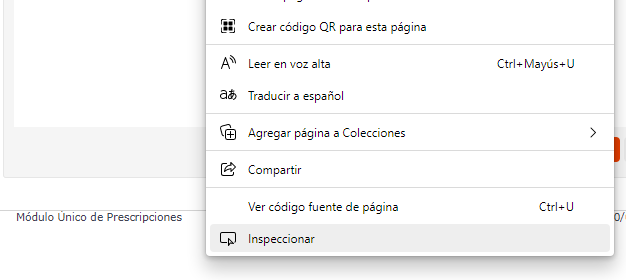 Crear código QR para esta página
Leer en voz alta Ctrl+Mayús+U
Traducir a español
Agregar página a Colecciones
Compartir
Ver código fuente de página Ctrl+U
Módulo Único de Prescripciones
Inspeccionar